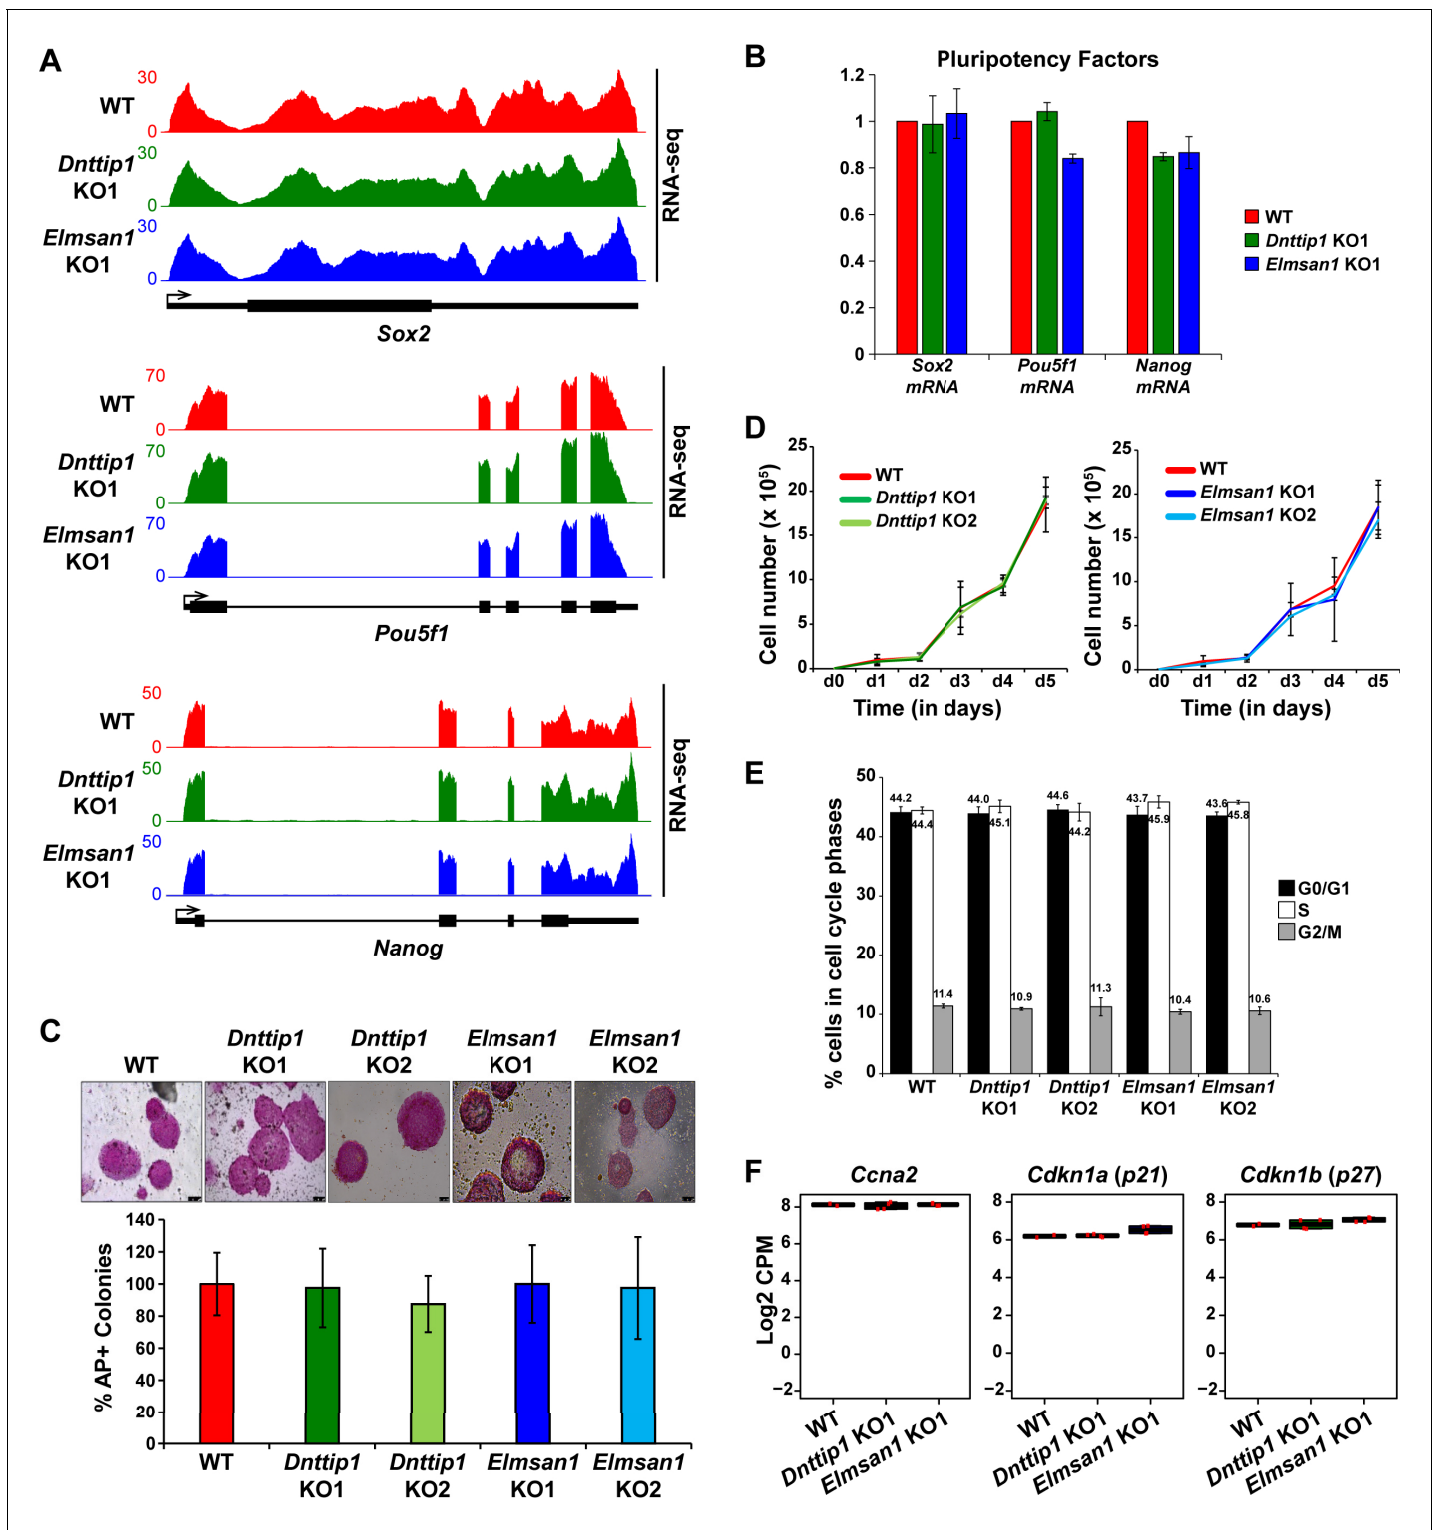 A
30
WT
0
30
Dnttip1
KO1
0
30
Elmsan1
KO1
0
RNA-seq
Sox2
70
WT
0
70
Dnttip1
KO1
0
70
Elmsan1
KO1
0
RNA-seq
Pou5f1
50
WT
0
50
Dnttip1
KO1
0
50
Elmsan1
KO1
0
RNA-seq
Nanog
B
Pluripotency Factors
1.2
1
0.8
0.6
0.4
0.2
0
Sox2
mRNA
Pou5f1
mRNA
Nanog
mRNA
WT
Dnttip1 KO1
Elmsan1 KO1
C
WT
Dnttip1
KO1
Dnttip1
KO2
Elmsan1
KO1
Elmsan1
KO2
% AP+ Colonies
140
120
100
80
60
40
20
0
WT
Dnttip1
KO1
Dnttip1
KO2
Elmsan1
KO1
Elmsan1
KO2
D
Cell number (x 10⁵)
25
20
15
10
5
0
WT
Dnttip1 KO1
Dnttip1 KO2
d0 d1 d2 d3 d4 d5
Time (in days)
Cell number (x 10⁵)
25
20
15
10
5
0
WT
Elmsan1 KO1
Elmsan1 KO2
d0 d1 d2 d3 d4 d5
Time (in days)
E
% cells in cell cycle phases
50
40
30
20
10
0
44.2 44.4 11.4
44.0 45.1 10.9
44.6 44.2 11.3
43.7 45.9 10.4
43.6 45.8 10.6
WT
Dnttip1
KO1
Dnttip1
KO2
Elmsan1
KO1
Elmsan1
KO2
G0/G1
S
G2/M
F
Log2 CPM
Ccna2
8
6
4
2
0
−2
WT
Dnttip1 KO1
Elmsan1 KO1
Cdkn1a (p21)
8
6
4
2
0
−2
WT
Dnttip1 KO1
Elmsan1 KO1
Cdkn1b (p27)
8
6
4
2
0
−2
WT
Dnttip1 KO1
Elmsan1 KO1